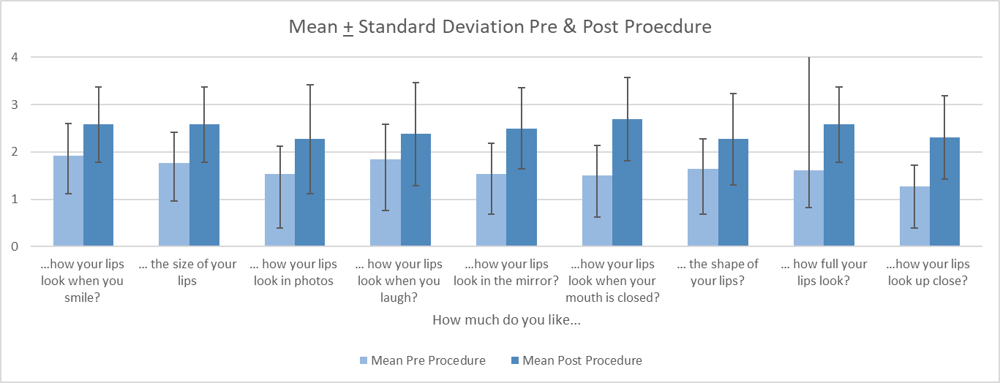 Mean ± Standard Deviation Pre & Post Proecdure
4
3
2
1
0
…how your lips
look when you
smile?
… the size of your
lips
… how your lips
look in photos
…how your lips
look when you
laugh?
…how your lips
look in the mirror?
…how your lips
look when your
mouth is closed?
… the shape of
your lips?
… how full your
lips look?
…how your lips
look up close?
How much do you like...
Mean Pre Procedure
Mean Post Procedure